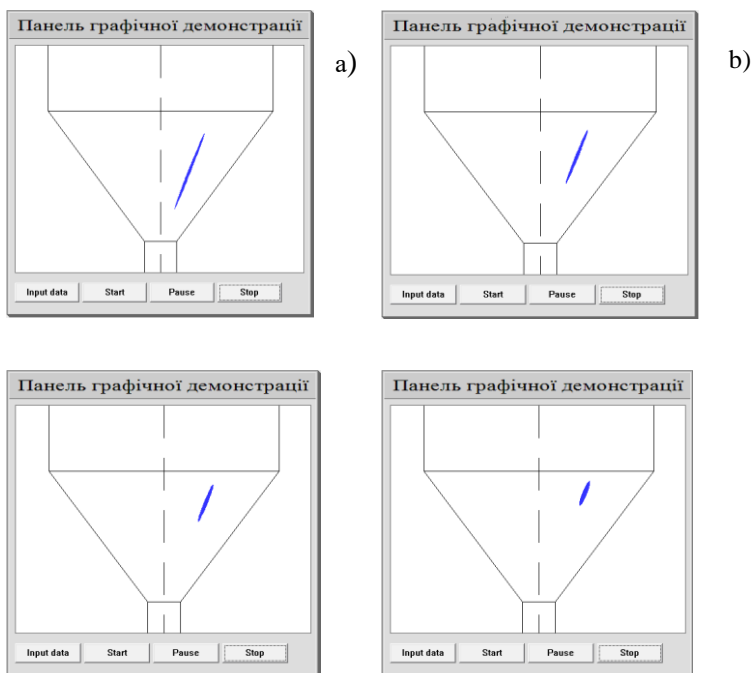 Панель графічної демонстрації
a)
Input data Start Pause Stop
Панель графічної демонстрації
b)
Input data Start Pause Stop
Панель графічної демонстрації
Input data Start Pause Stop
Панель графічної демонстрації
Input data Start Pause Stop